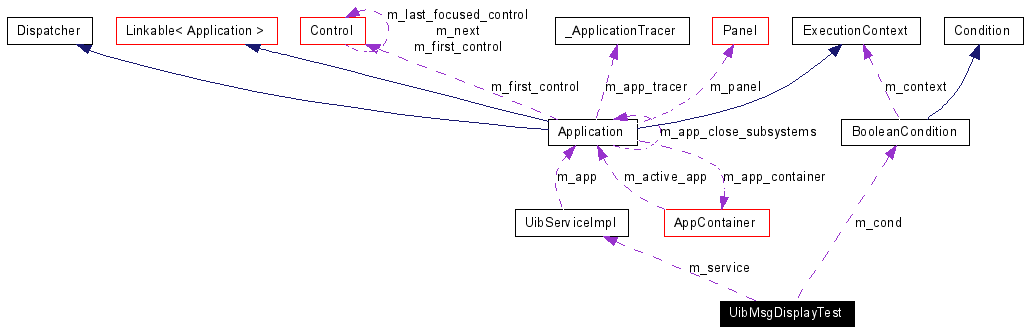 m_last_focused_control
m_next
m_first_control
Dispatcher
Linkable< Application >
Control
_ApplicationTracer
Panel
ExecutionContext
Condition
m_first_control
m_app_tracer
m_panel
m_context
Application
m_app_close_subsystems
BooleanCondition
m_app
m_active_app
m_app_container
UibServiceImpl
AppContainer
m_cond
m_service
UibMsgDisplayTest